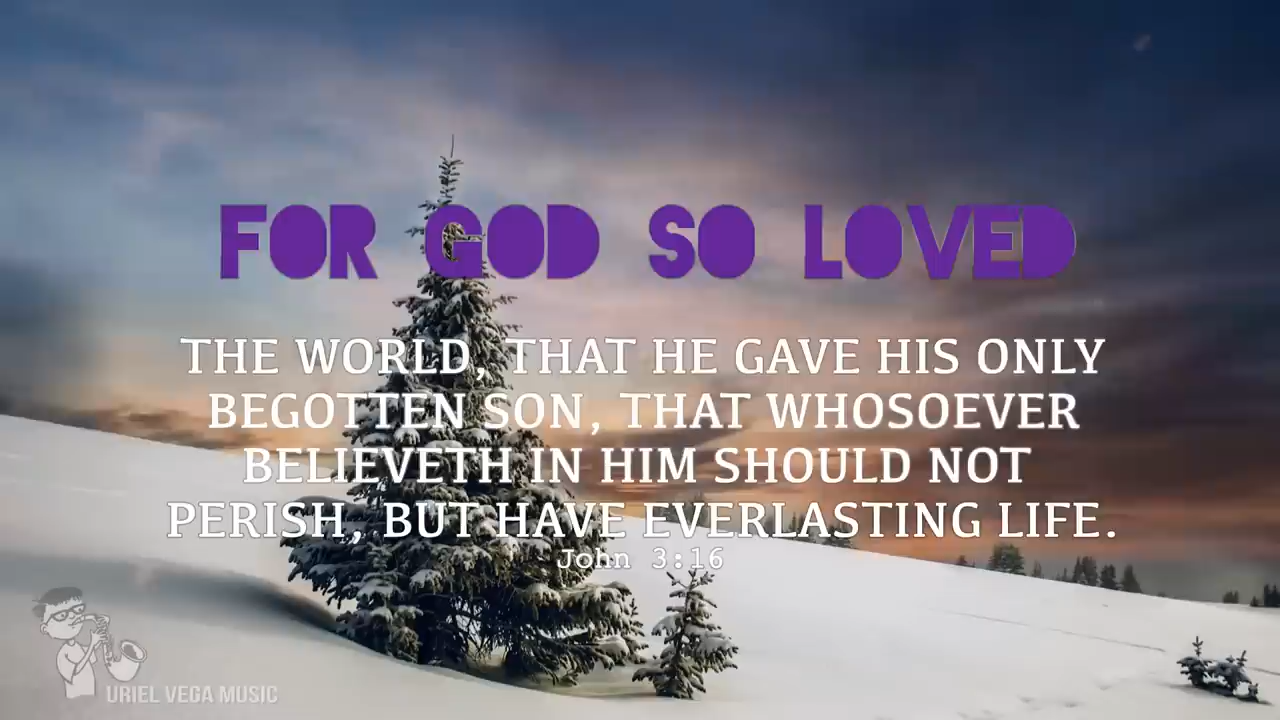 FOR GOD SO LOVED
THE WORLD, THAT HE GAVE HIS ONLY
BEGOTTEN SON, THAT WHOSOEVER
BELIEVETH IN HIM SHOULD NOT
PERISH, BUT HAVE EVERLASTING LIFE.
John 3:16
URIEL VEGA MUSIC